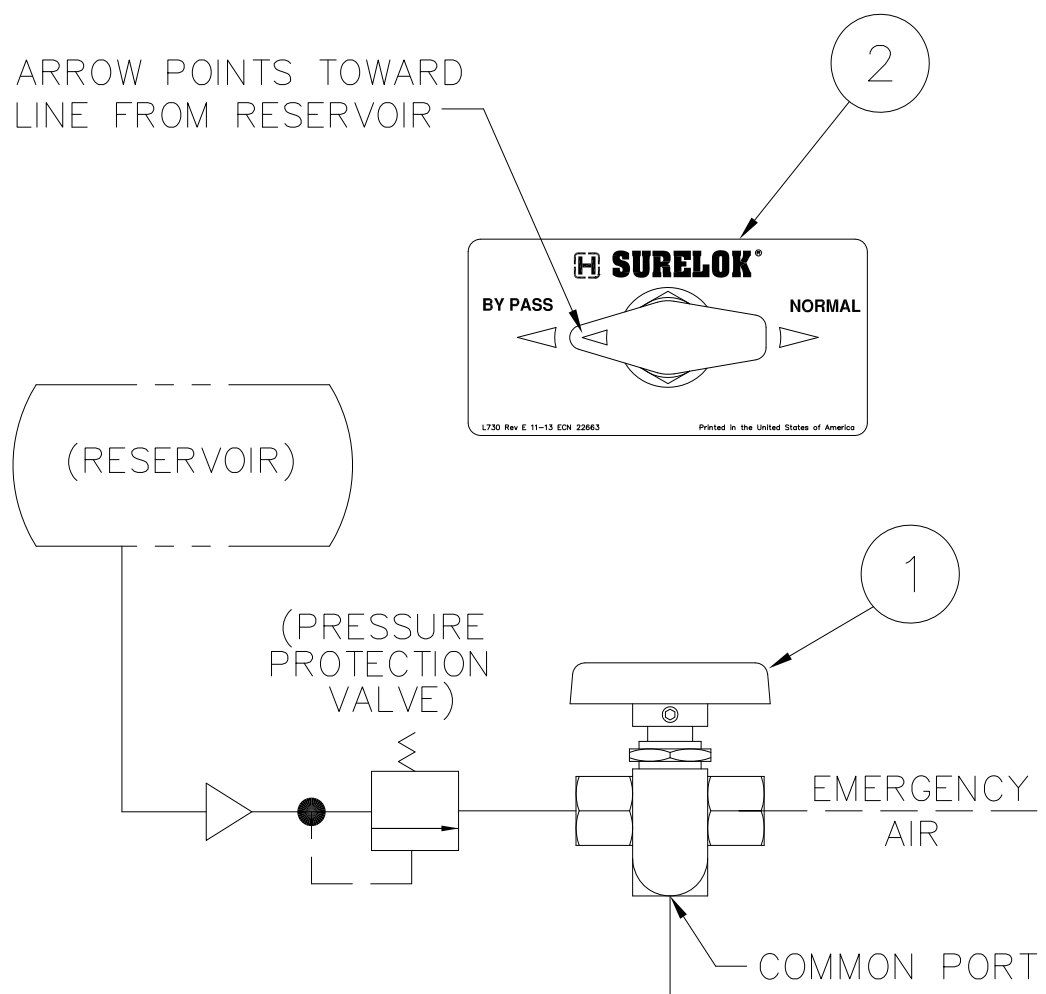 ARROW POINTS TOWARD
LINE FROM RESERVOIR
2
H SURELOK®
BY PASS
NORMAL
L730 Rev E 11-13 ECN 22663
Printed in the United States of America
(RESERVOIR)
1
(PRESSURE
PROTECTION
VALVE)
EMERGENCY
AIR
COMMON PORT